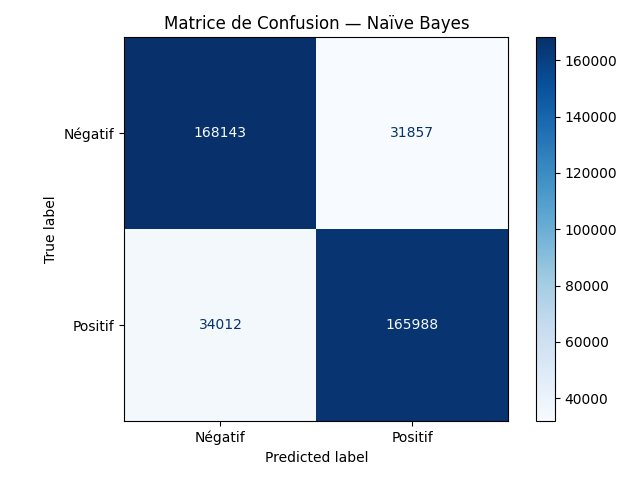 Matrice de Confusion — Naïve Bayes
160000
140000
120000
100000
80000
60000
40000
Négatif
168143
31857
Positif
34012
165988
True label
Négatif
Positif
Predicted label